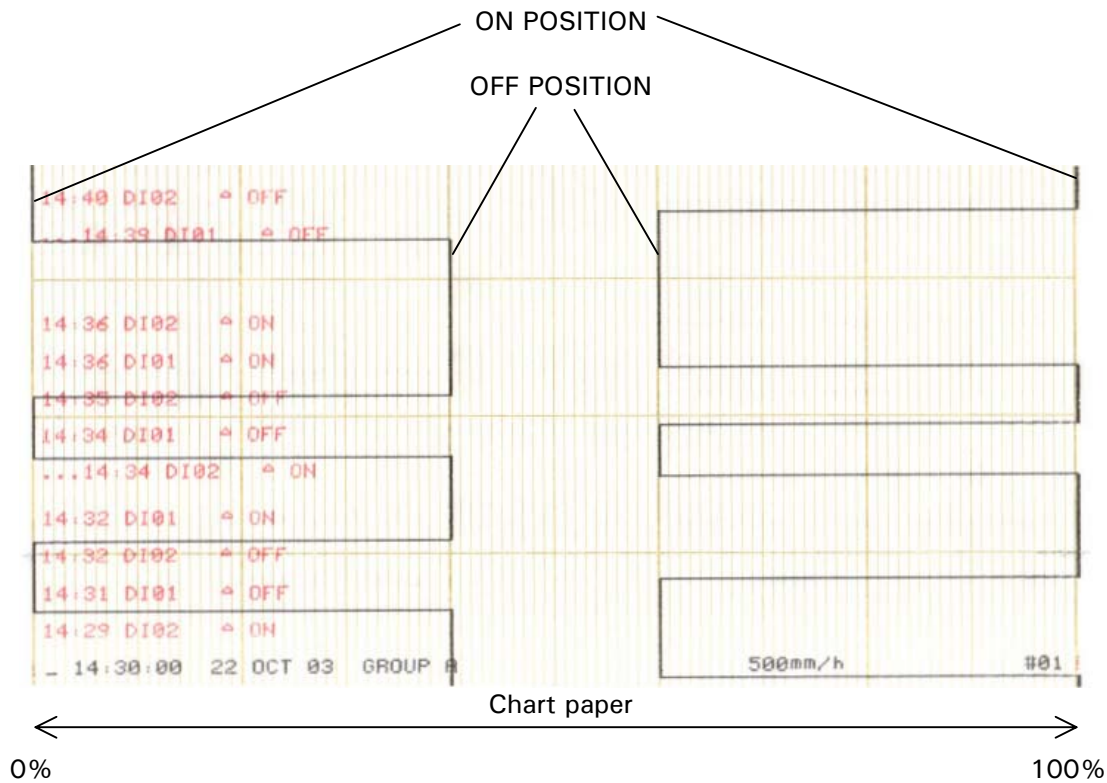 ON POSITION
OFF POSITION
14:40 DI02 ⌂ OFF
...14:39 DI01 ⌂ OFF
14:36 DI02 ⌂ ON
14:36 DI01 ⌂ ON
14:35 DI02 ⌂ OFF
14:34 DI01 ⌂ OFF
...14:34 DI02 ⌂ ON
14:32 DI01 ⌂ ON
14:32 DI02 ⌂ OFF
14:31 DI01 ⌂ OFF
14:29 DI02 ⌂ ON
_ 14:30:00 22 OCT 03 GROUP A 500mm/h #01
Chart paper
0% 100%